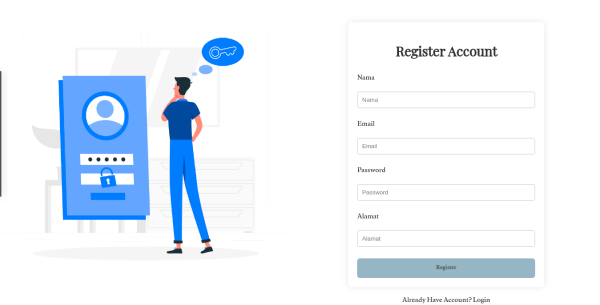 Register Account
Nama
Nama
Email
Email
Password
Password
Alamat
Alamat
Register
Already Have Account? Login